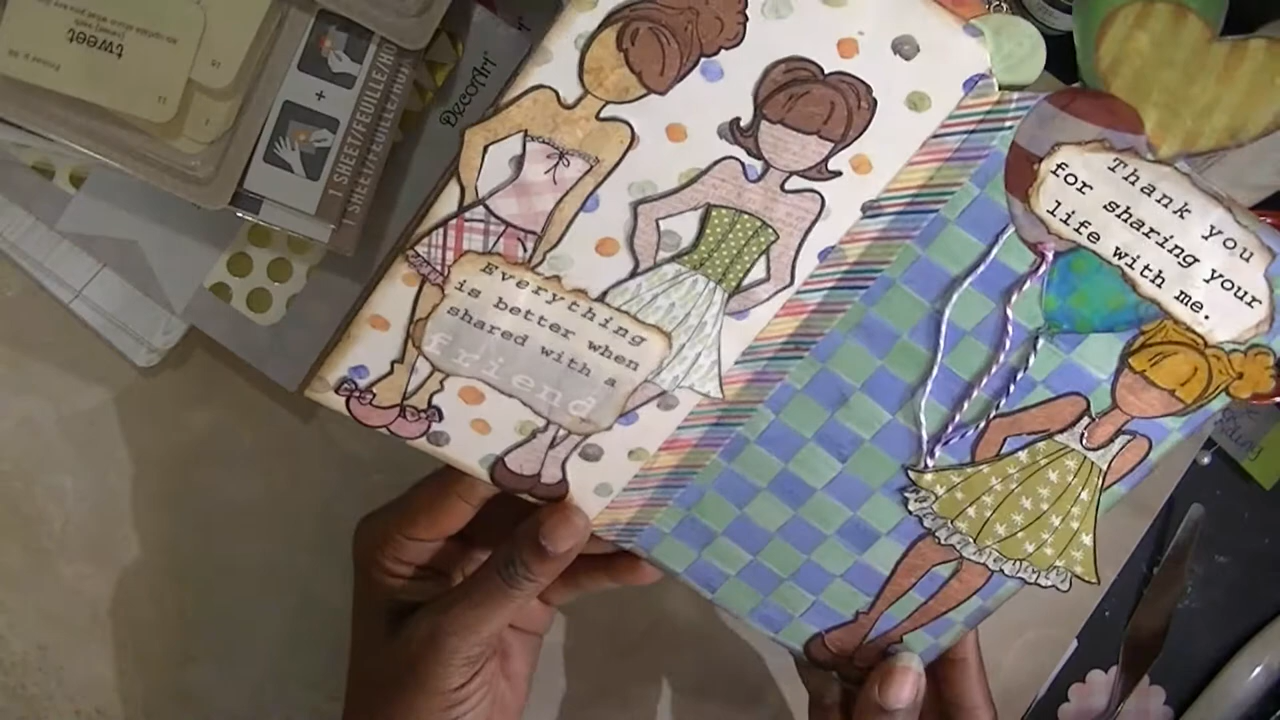 tweet
DecoArt
1 SHEET/FEUILLE/HO
1 SHEET/FEUILLE/HO
Everything
is better when
shared with a
friend
Thank you
for sharing your
life with me.